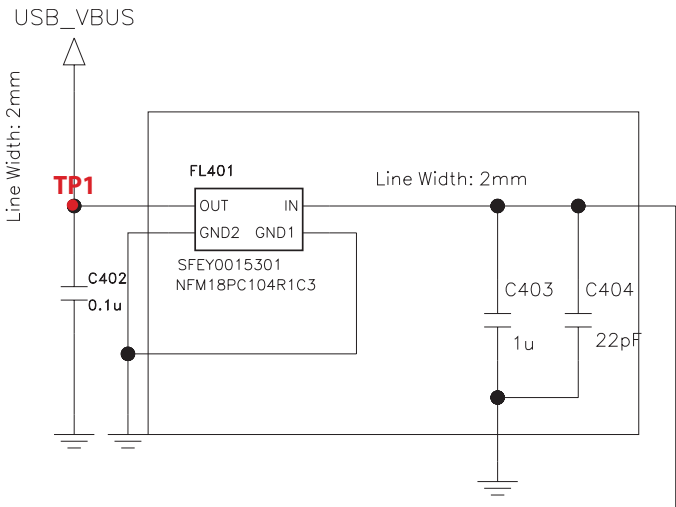 USB_VBUS
Line Width: 2mm
TP1
FL401
Line Width: 2mm
OUT IN
GND2 GND1
SFEY0015301
NFM18PC104R1C3
C402
0.1u
C403
1u
C404
22pF